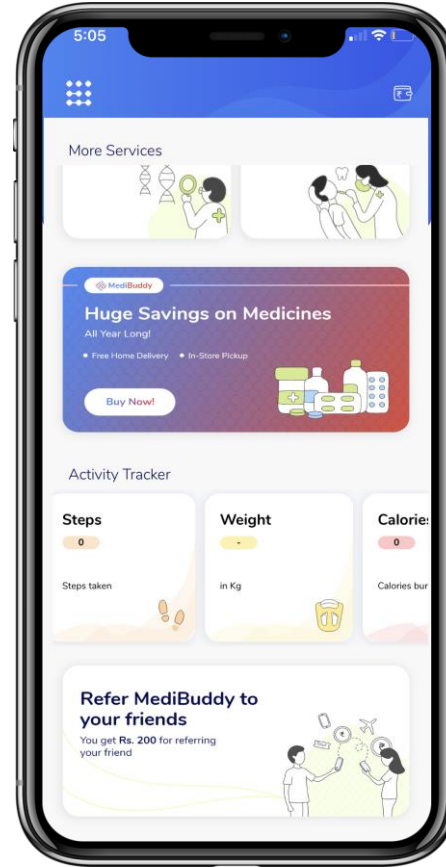 5:05
More Services
MediBuddy
Huge Savings on Medicines
All Year Long!
• Free Home Delivery • In-Store Pickup
Buy Now!
Activity Tracker
Steps Weight Calories
0 - 0
Steps taken in Kg Calories bur
Refer MediBuddy to
your friends
You get Rs. 200 for referring
your friend